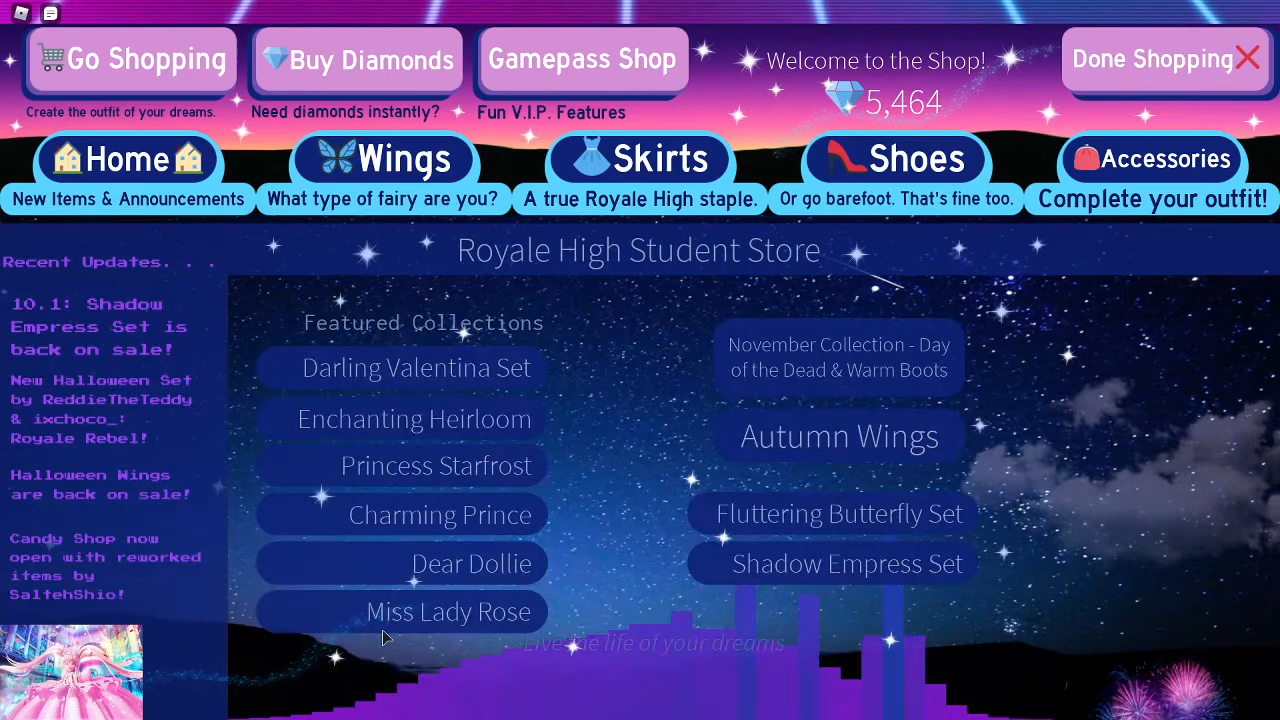 Go Shopping
Buy Diamonds
Gamepass Shop
Welcome to the Shop!
5,464
Done Shopping
Create the outfit of your dreams.
Need diamonds instantly?
Fun V.I.P. Features
Home
Wings
Skirts
Shoes
Accessories
New Items & Announcements
What type of fairy are you?
A true Royale High staple.
Or go barefoot. That's fine too.
Complete your outfit!
Royale High Student Store
Recent Updates. . .
10.1: Shadow
Empress Set is
back on sale!
New Halloween Set
by ReddieTheTeddy
& ixchoco_:
Royale Rebel!
Halloween Wings
are back on sale!
Candy Shop now
open with reworked
items by
SaltehShio!
Featured Collections
Darling Valentina Set
Enchanting Heirloom
Princess Starfrost
Charming Prince
Dear Dollie
Miss Lady Rose
November Collection - Day
of the Dead & Warm Boots
Autumn Wings
Fluttering Butterfly Set
Shadow Empress Set
Live the life of your dreams